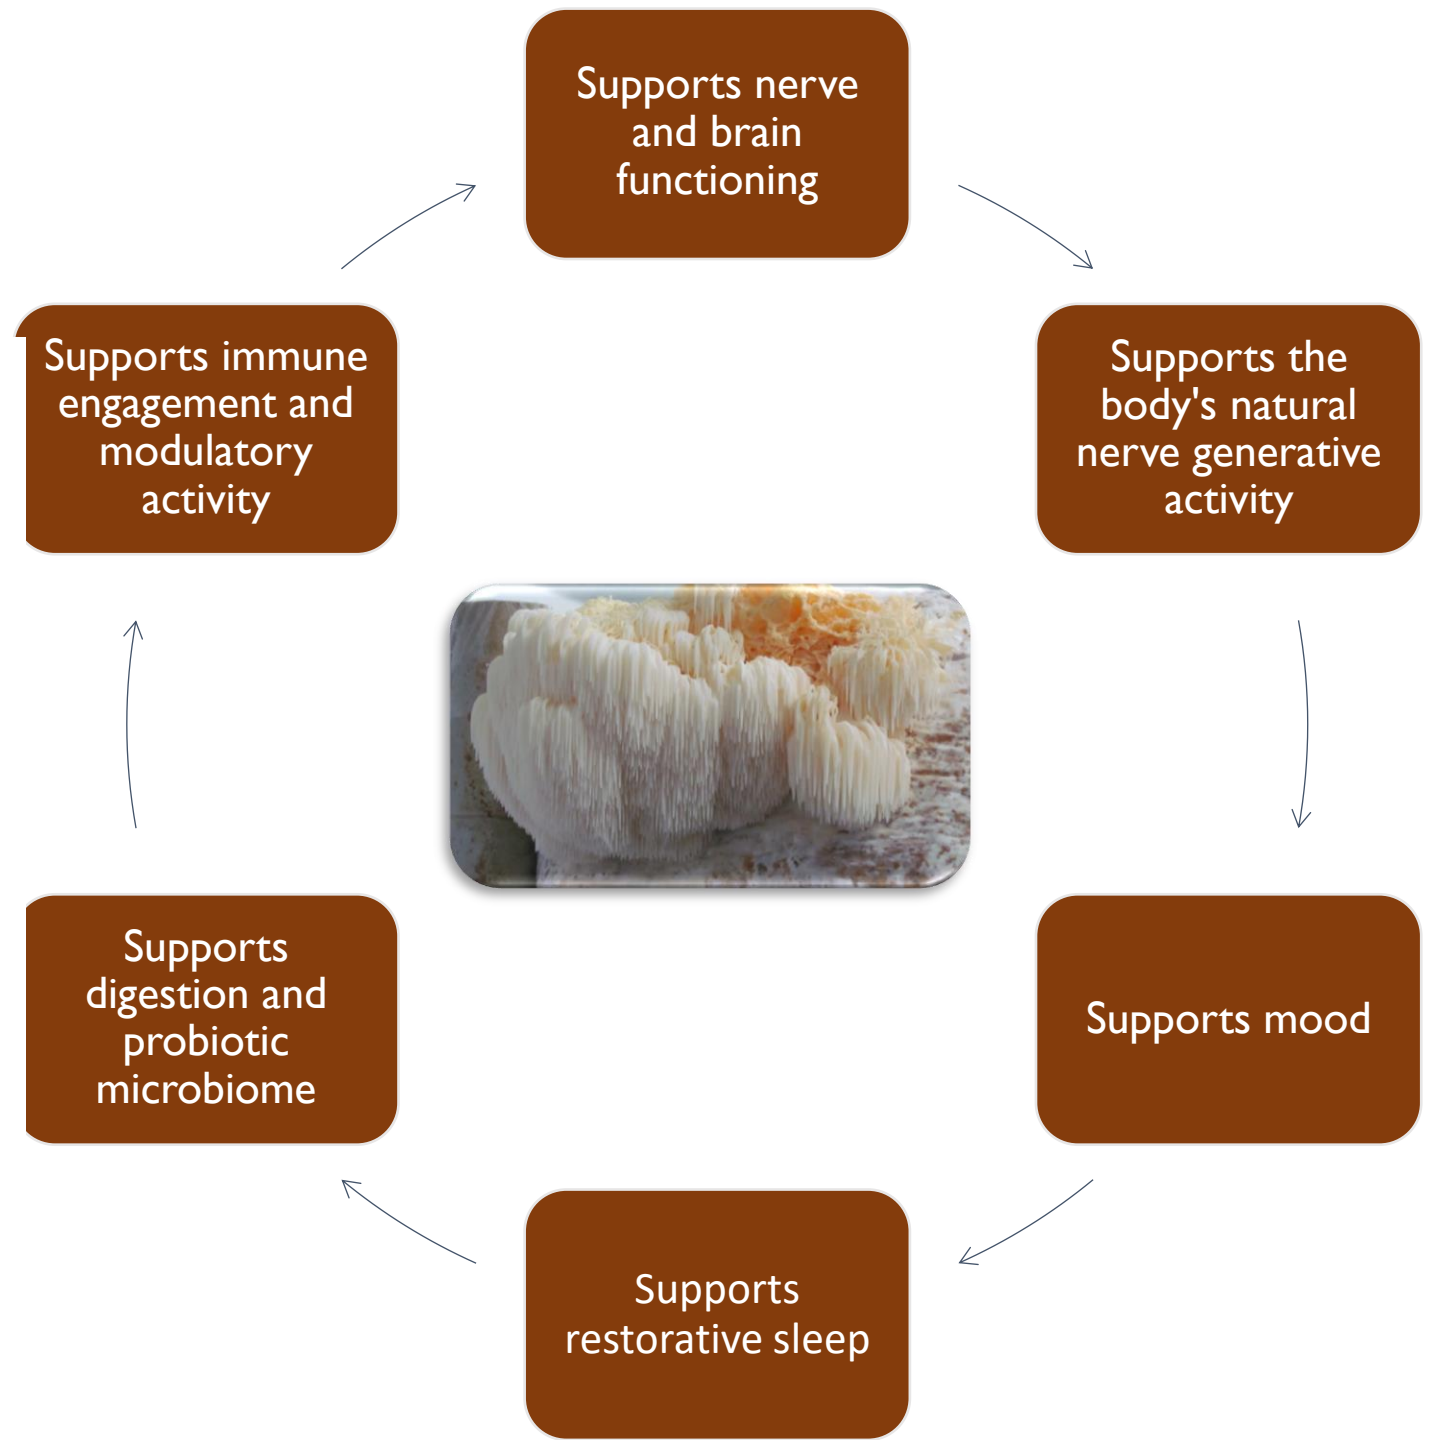 Supports nerve
and brain
functioning
Supports the
body's natural
nerve generative
activity
Supports mood
Supports
restorative sleep
Supports
digestion and
probiotic
microbiome
Supports immune
engagement and
modulatory
activity